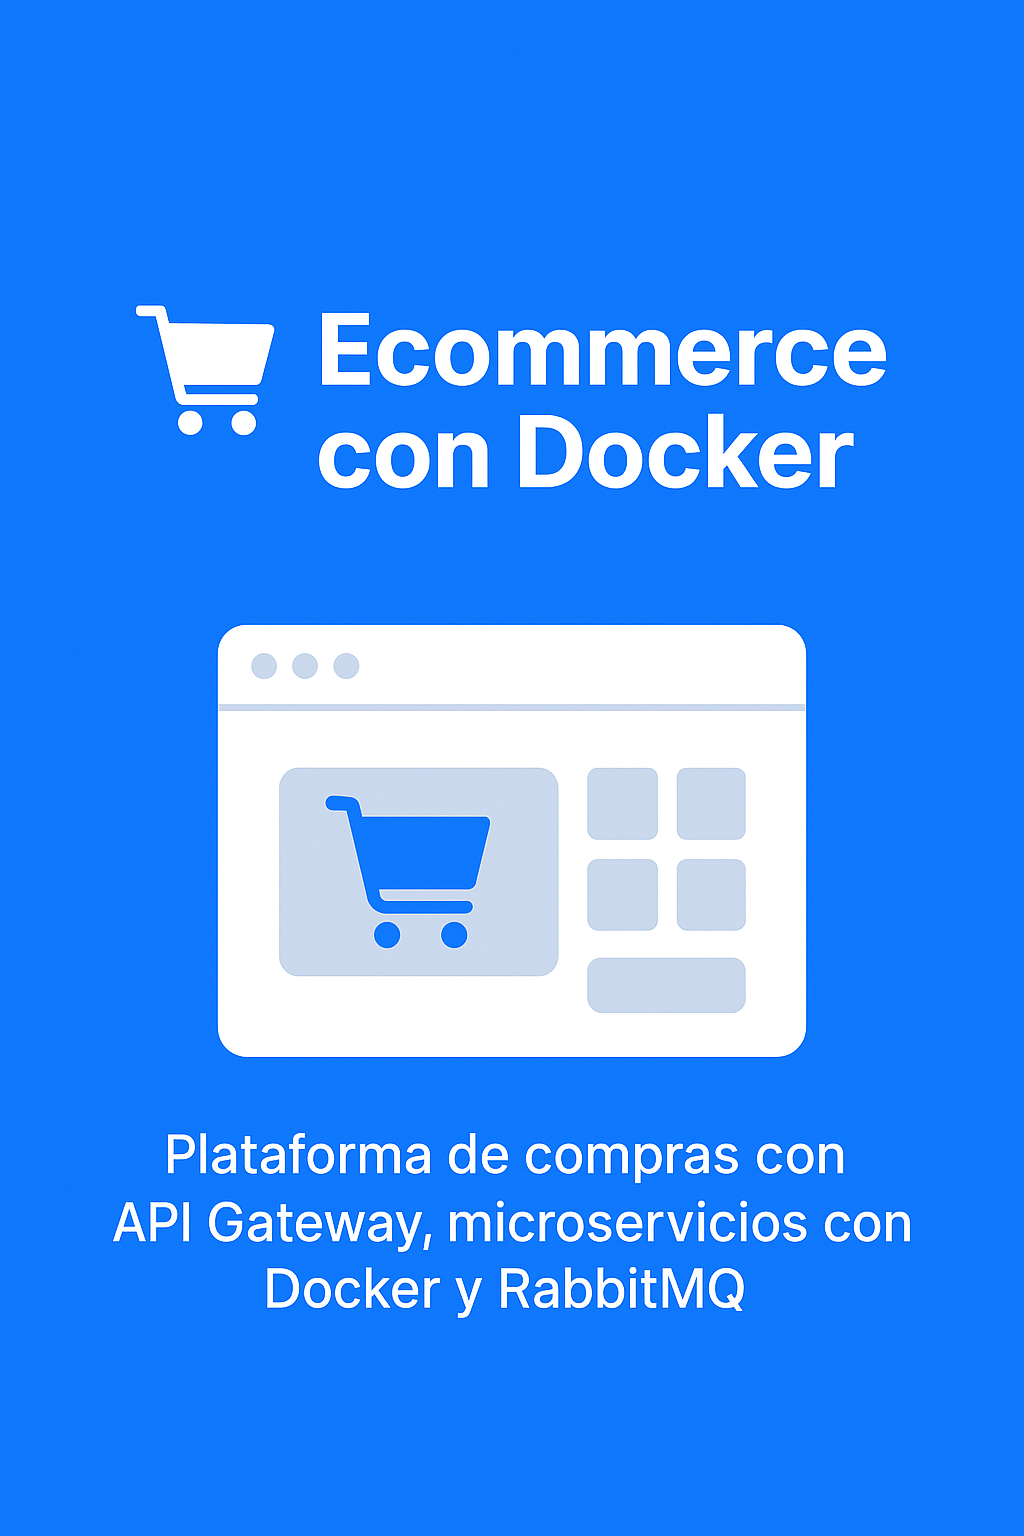 Ecommerce
con Docker
Plataforma de compras con
API Gateway, microservicios con
Docker y RabbitMQ